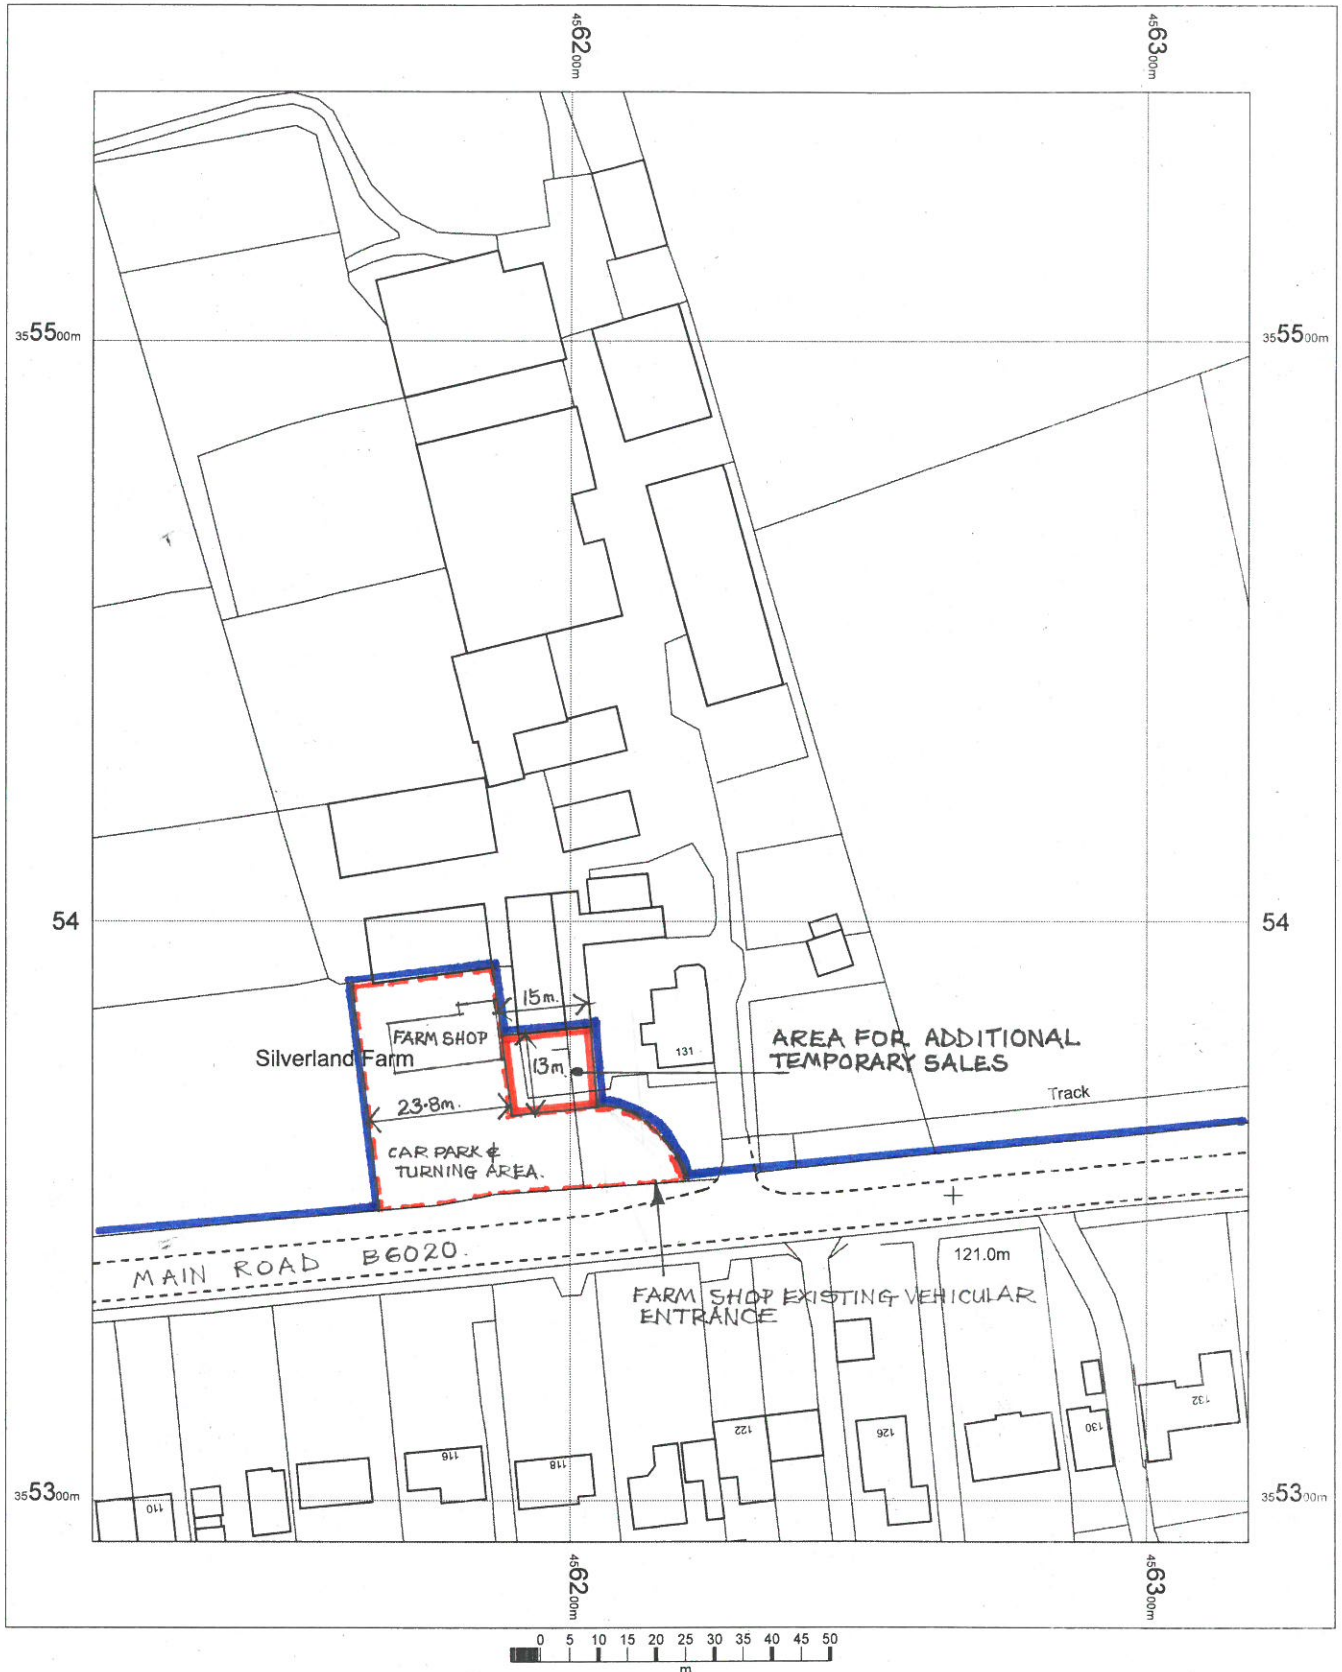 456200m
456300m
355500m
355500m
54
54
15m.
FARM SHOP
Silverland Farm
13m.
131
AREA FOR ADDITIONAL
TEMPORARY SALES
23.8m.
Track
CAR PARK &
TURNING AREA.
MAIN ROAD B6020.
121.0m
FARM SHOP EXISTING VEHICULAR
ENTRANCE
110
116
118
122
126
130
132
355300m
355300m
456200m
456300m
0 5 10 15 20 25 30 35 40 45 50
m